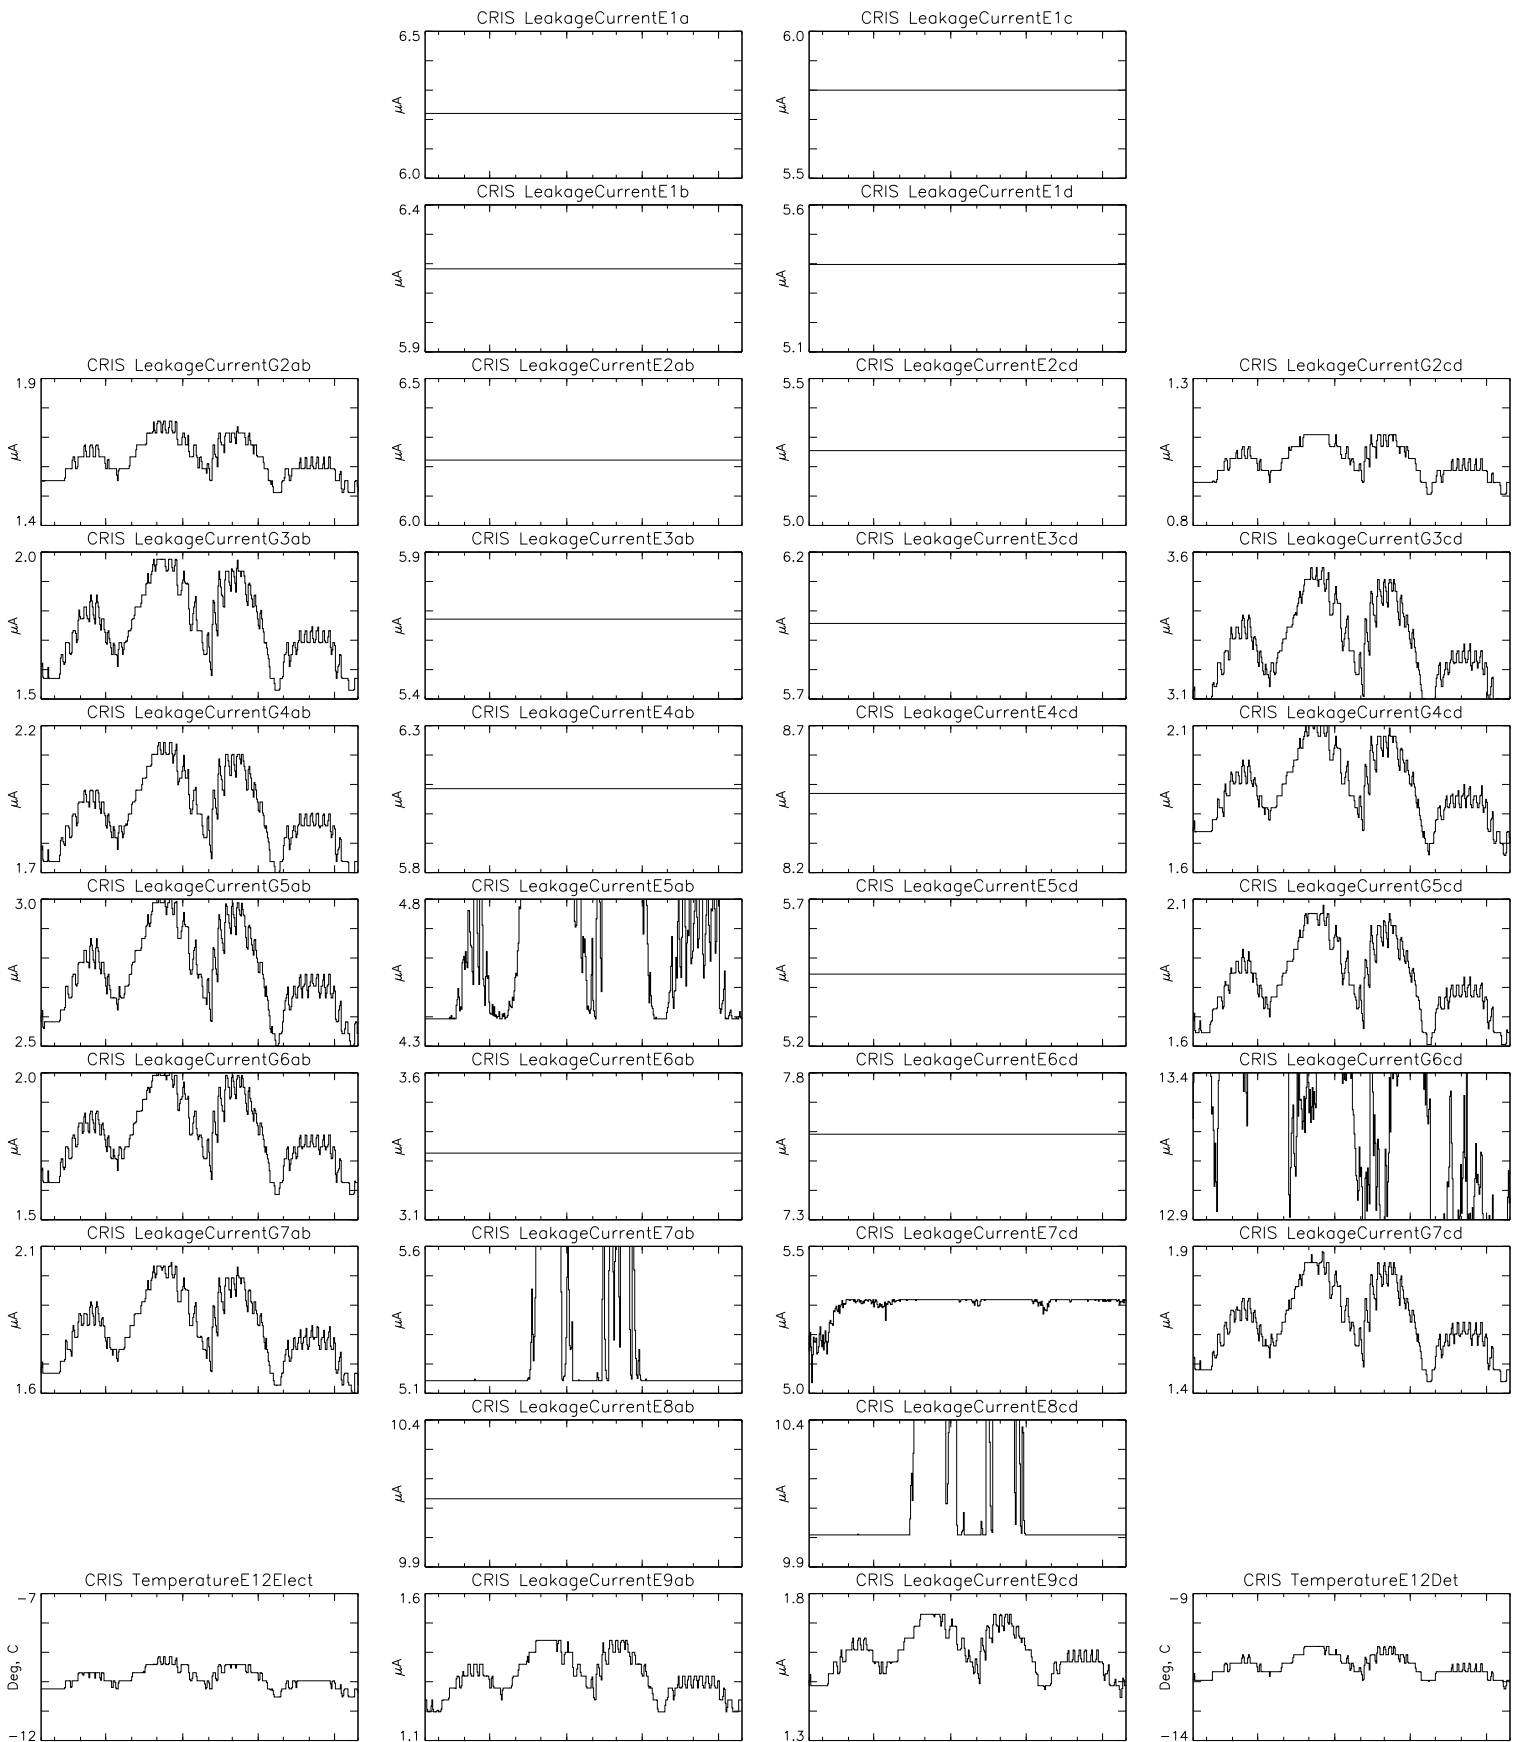 CRIS LeakageCurrentE1a
6.5
μA
6.0
CRIS LeakageCurrentE1c
6.0
μA
5.5
CRIS LeakageCurrentE1b
6.4
μA
5.9
CRIS LeakageCurrentE1d
5.6
μA
5.1
CRIS LeakageCurrentG2ab
1.9
μA
1.4
CRIS LeakageCurrentE2ab
6.5
μA
6.0
CRIS LeakageCurrentE2cd
5.5
μA
5.0
CRIS LeakageCurrentG2cd
1.3
μA
0.8
CRIS LeakageCurrentG3ab
2.0
μA
1.5
CRIS LeakageCurrentE3ab
5.9
μA
5.4
CRIS LeakageCurrentE3cd
6.2
μA
5.7
CRIS LeakageCurrentG3cd
3.6
μA
3.1
CRIS LeakageCurrentG4ab
2.2
μA
1.7
CRIS LeakageCurrentE4ab
6.3
μA
5.8
CRIS LeakageCurrentE4cd
8.7
μA
8.2
CRIS LeakageCurrentG4cd
2.1
μA
1.6
CRIS LeakageCurrentG5ab
3.0
μA
2.5
CRIS LeakageCurrentE5ab
4.8
μA
4.3
CRIS LeakageCurrentE5cd
5.7
μA
5.2
CRIS LeakageCurrentG5cd
2.1
μA
1.6
CRIS LeakageCurrentG6ab
2.0
μA
1.5
CRIS LeakageCurrentE6ab
3.6
μA
3.1
CRIS LeakageCurrentE6cd
7.8
μA
7.3
CRIS LeakageCurrentG6cd
13.4
μA
12.9
CRIS LeakageCurrentG7ab
2.1
μA
1.6
CRIS LeakageCurrentE7ab
5.6
μA
5.1
CRIS LeakageCurrentE7cd
5.5
μA
5.0
CRIS LeakageCurrentG7cd
1.9
μA
1.4
CRIS LeakageCurrentE8ab
10.4
μA
9.9
CRIS LeakageCurrentE8cd
10.4
μA
9.9
CRIS TemperatureE12Elect
-7
Deg, C
-12
CRIS LeakageCurrentE9ab
1.6
μA
1.1
CRIS LeakageCurrentE9cd
1.8
μA
1.3
CRIS TemperatureE12Det
-9
Deg, C
-14